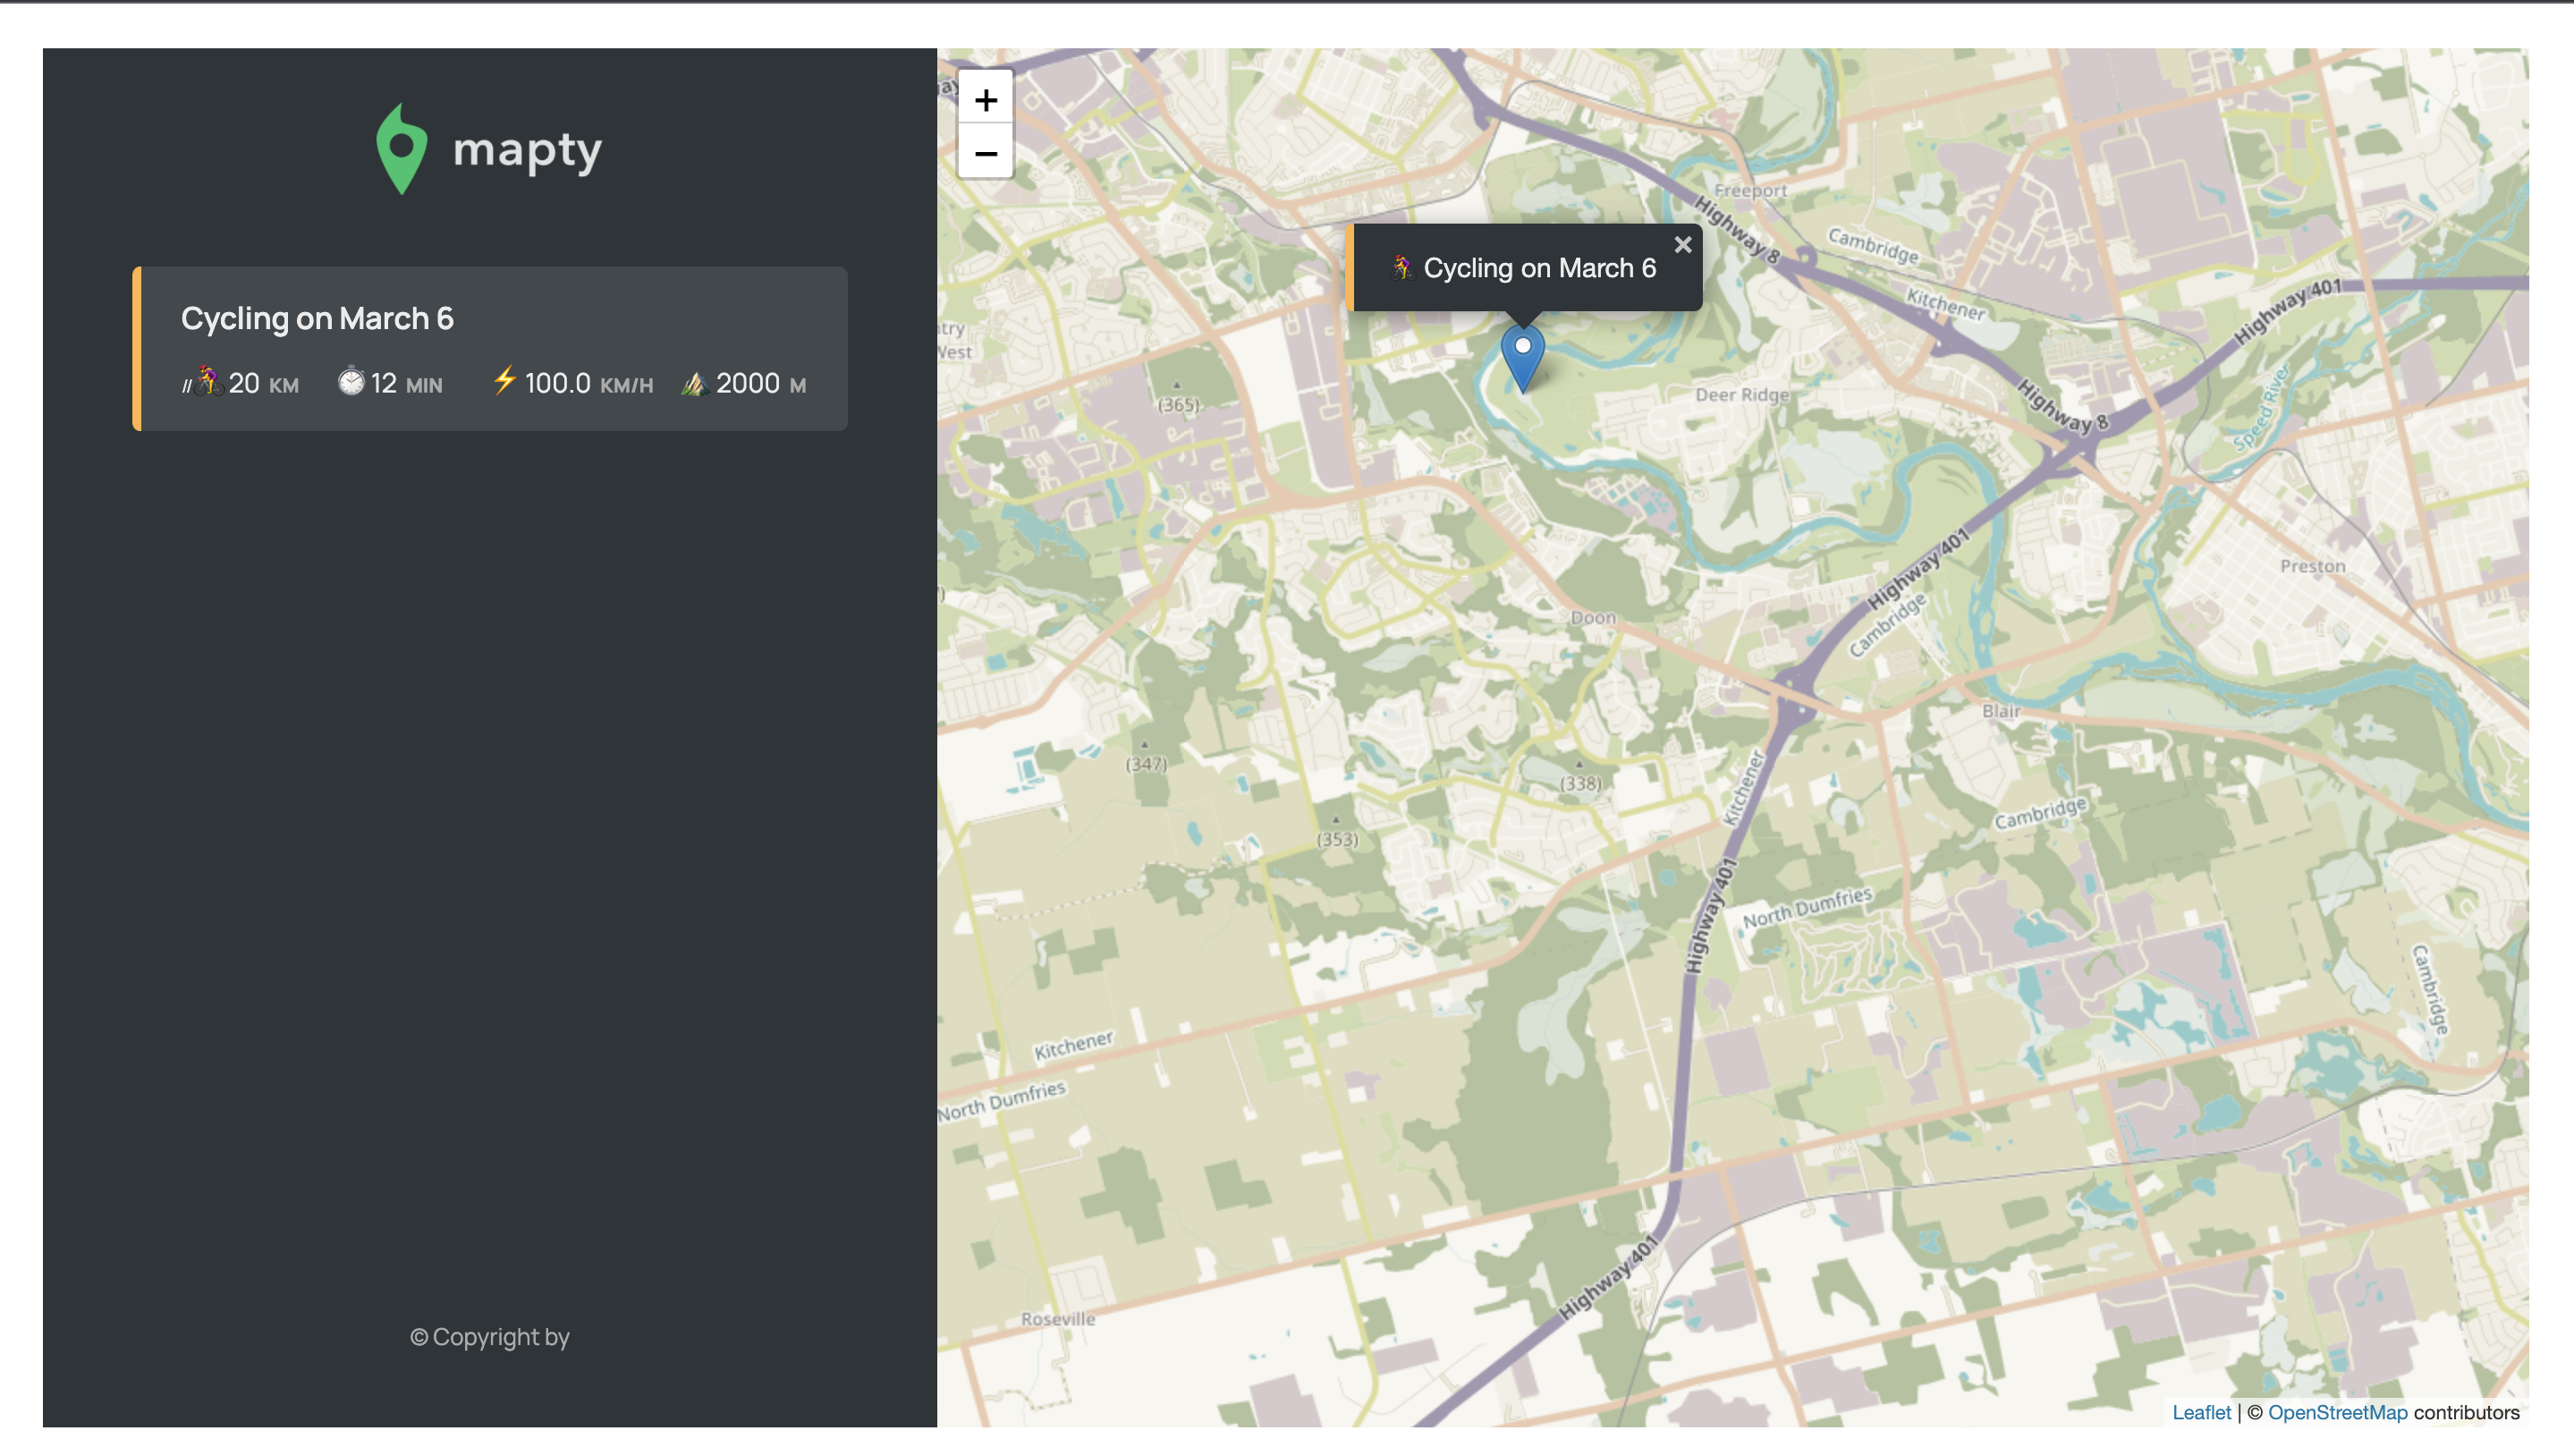 mapty
Cycling on March 6
//🚴‍♀️20 KM ⏱12 MIN ⚡️100.0 KM/H ⛰2000 M
© Copyright by
+
−
🚴‍♀️ Cycling on March 6 ×
Freeport
Highway 8
Cambridge
Kitchener
Highway 401
West
(365)
Deer Ridge
Highway 8
Speed River
Highway 401
Cambridge
Preston
Doon
Blair
(347)
(338)
Kitchener
Cambridge
(353)
Highway 401
North Dumfries
Cambridge
Kitchener
North Dumfries
Highway 401
Roseville
Leaflet | © OpenStreetMap contributors